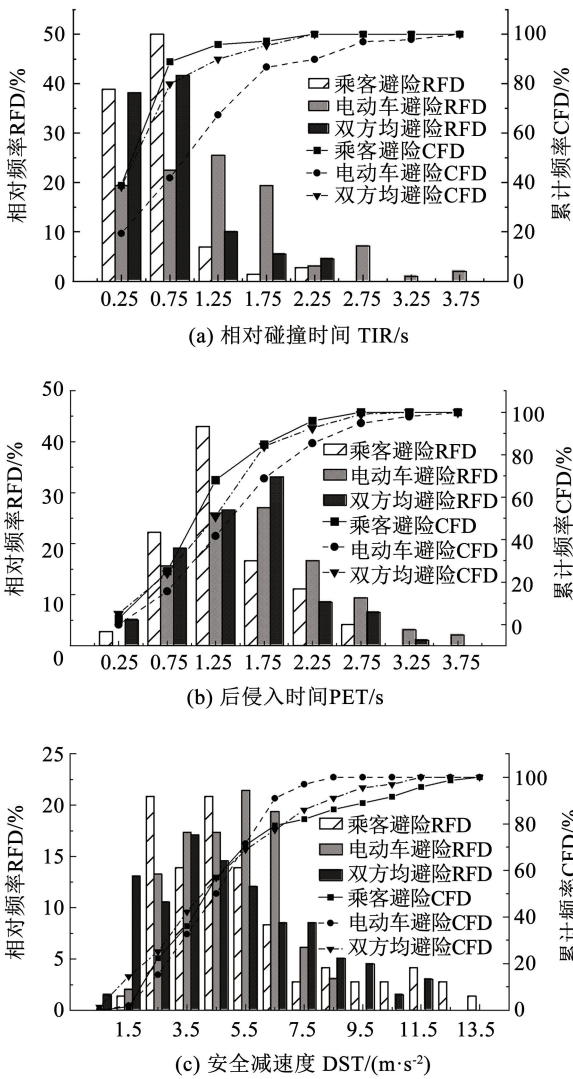 相对频率RFD/%
50
40
30
20
10
0
100
80
60
40
20
0
累计频率CFD/%
乘客避险RFD
电动车避险RFD
双方均避险RFD
乘客避险CFD
电动车避险CFD
双方均避险CFD
0.25 0.75 1.25 1.75 2.25 2.75 3.25 3.75
(a) 相对碰撞时间 TIR/s
相对频率RFD/%
50
40
30
20
10
0
100
80
60
40
20
0
累计频率CFD/%
乘客避险RFD
电动车避险RFD
双方均避险RFD
乘客避险CFD
电动车避险CFD
双方均避险CFD
0.25 0.75 1.25 1.75 2.25 2.75 3.25 3.75
(b) 后侵入时间PET/s
相对频率RFD/%
25
20
15
10
5
0
100
80
60
40
20
0
累计频率CFD/%
乘客避险RFD
电动车避险RFD
双方均避险RFD
乘客避险CFD
电动车避险CFD
双方均避险CFD
1.5 3.5 5.5 7.5 9.5 11.5 13.5
(c) 安全减速度 DST/(m·s⁻²)